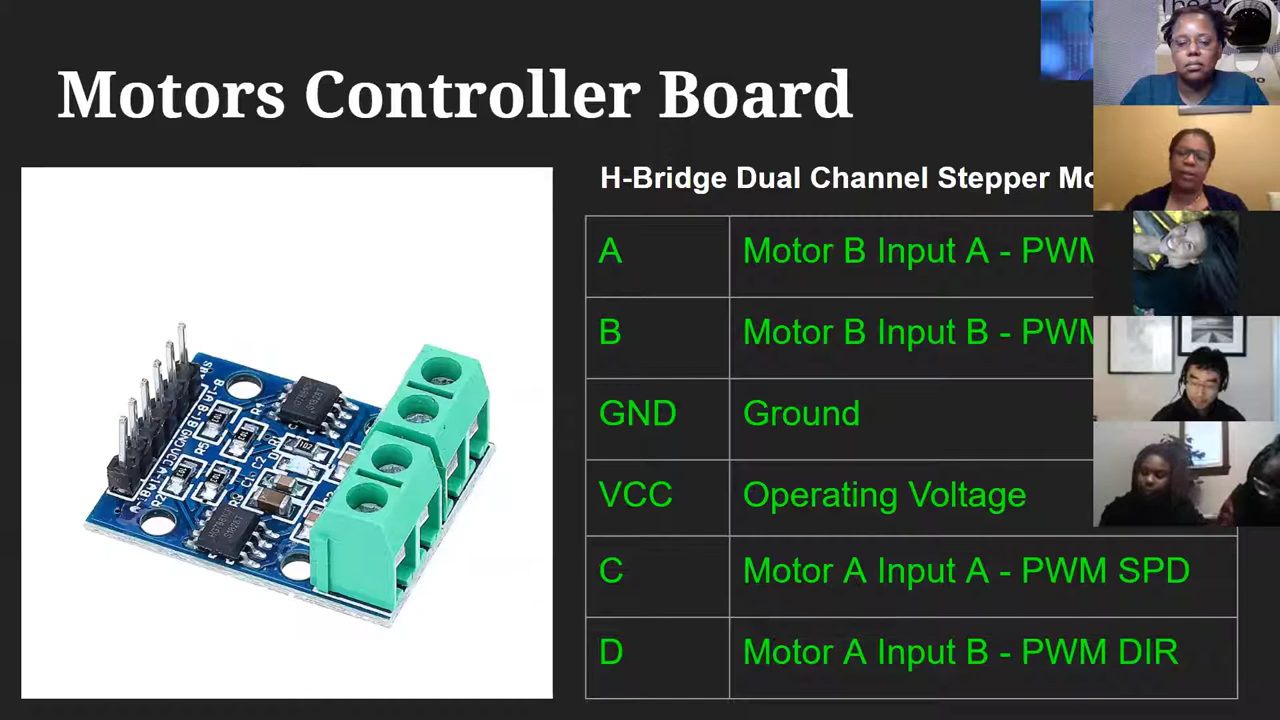 Motors Controller Board
H-Bridge Dual Channel Stepper
A Motor B Input A - PWM
B Motor B Input B - PWM
GND Ground
VCC Operating Voltage
C Motor A Input A - PWM SPD
D Motor A Input B - PWM DIR